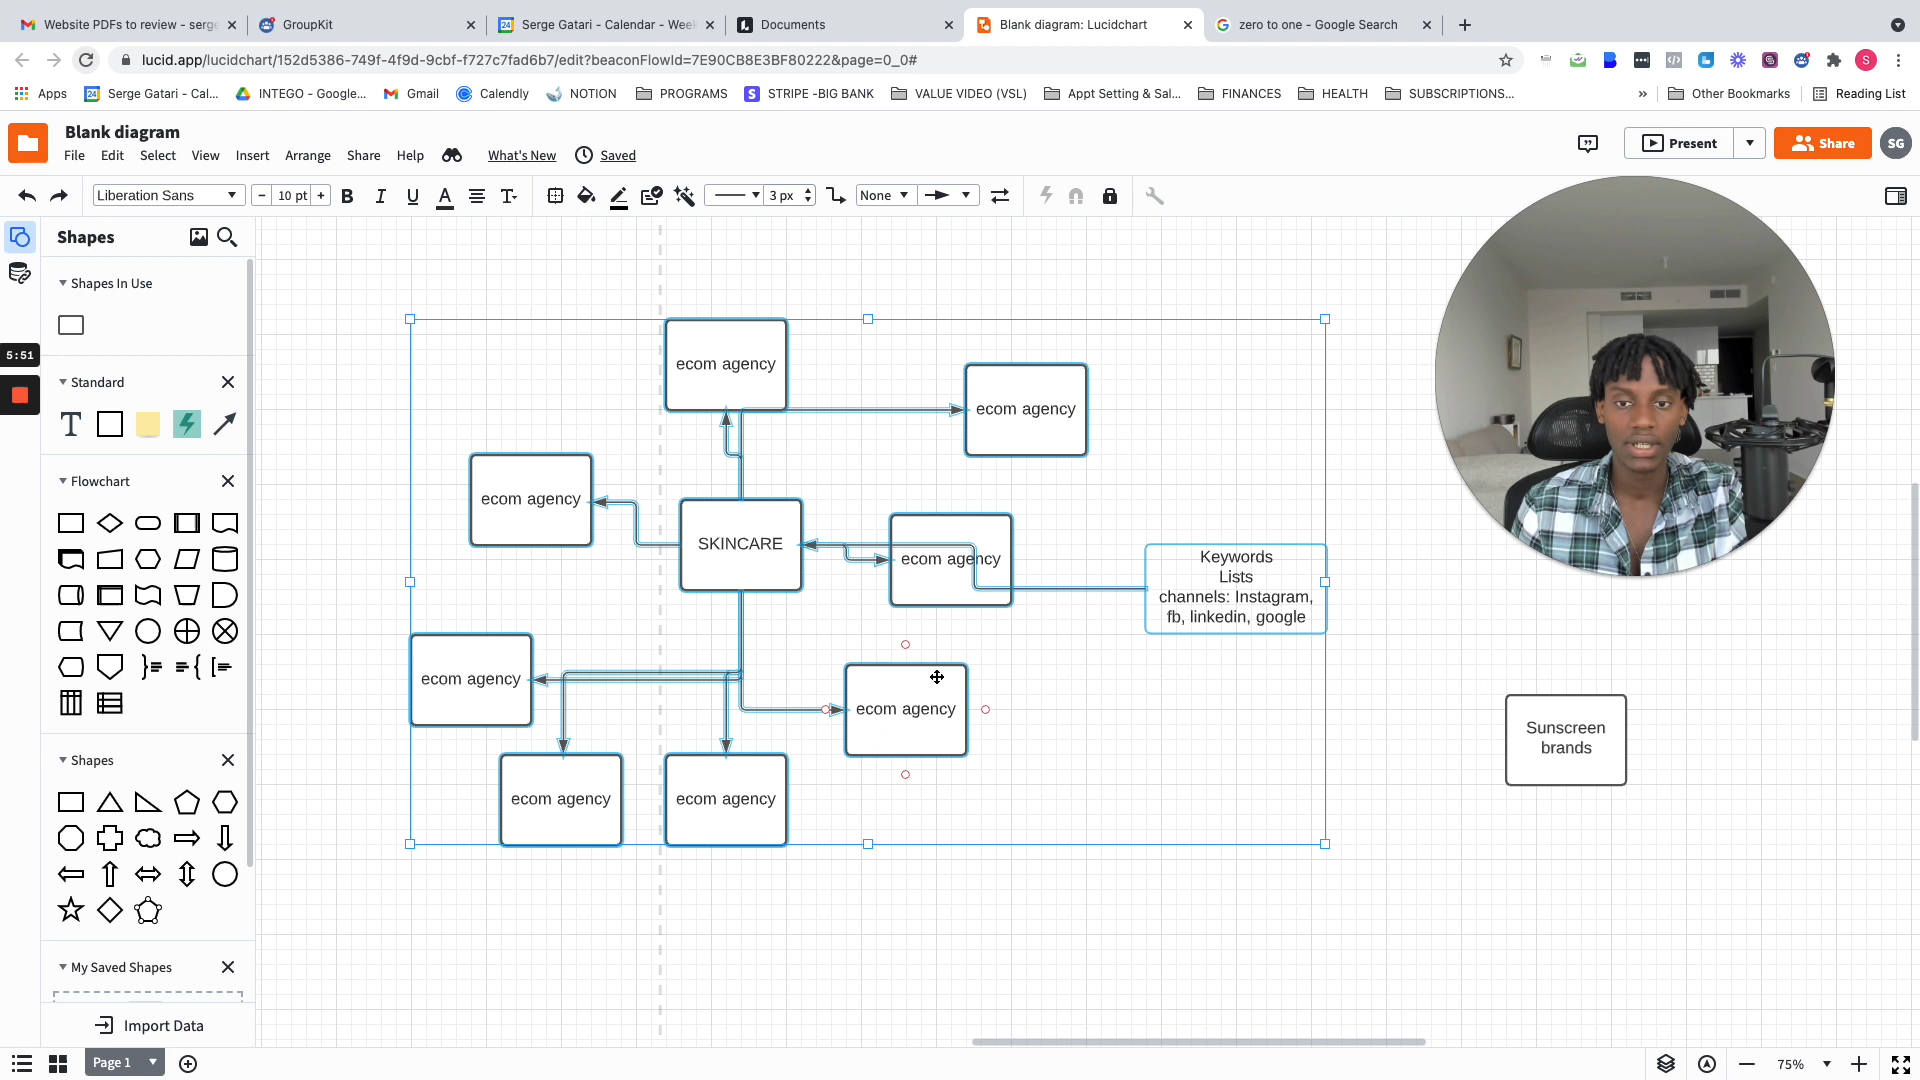 Website PDFs to review - serge
GroupKit
Serge Gatari - Calendar - Week
Documents
Blank diagram: Lucidchart
zero to one - Google Search
lucid.app/lucidchart/152d5386-749f-4f9d-9cbf-f727c7fad6b7/edit?beaconFlowId=7E90CB8E3BF80222&page=0_0#
Apps
Serge Gatari - Cal...
INTEGO - Google...
Gmail
Calendly
NOTION
PROGRAMS
STRIPE -BIG BANK
VALUE VIDEO (VSL)
Appt Setting & Sal...
FINANCES
HEALTH
SUBSCRIPTIONS...
Other Bookmarks
Reading List
Blank diagram
File Edit Select View Insert Arrange Share Help What's New Saved
Present
Share
SG
Liberation Sans
10 pt
3 px
None
Shapes
Shapes In Use
5:51
Standard
Flowchart
Shapes
My Saved Shapes
Import Data
ecom agency
ecom agency
ecom agency
SKINCARE
ecom agency
Keywords
Lists
channels: Instagram,
fb, linkedin, google
ecom agency
ecom agency
Sunscreen
brands
ecom agency
ecom agency
Page 1
75%